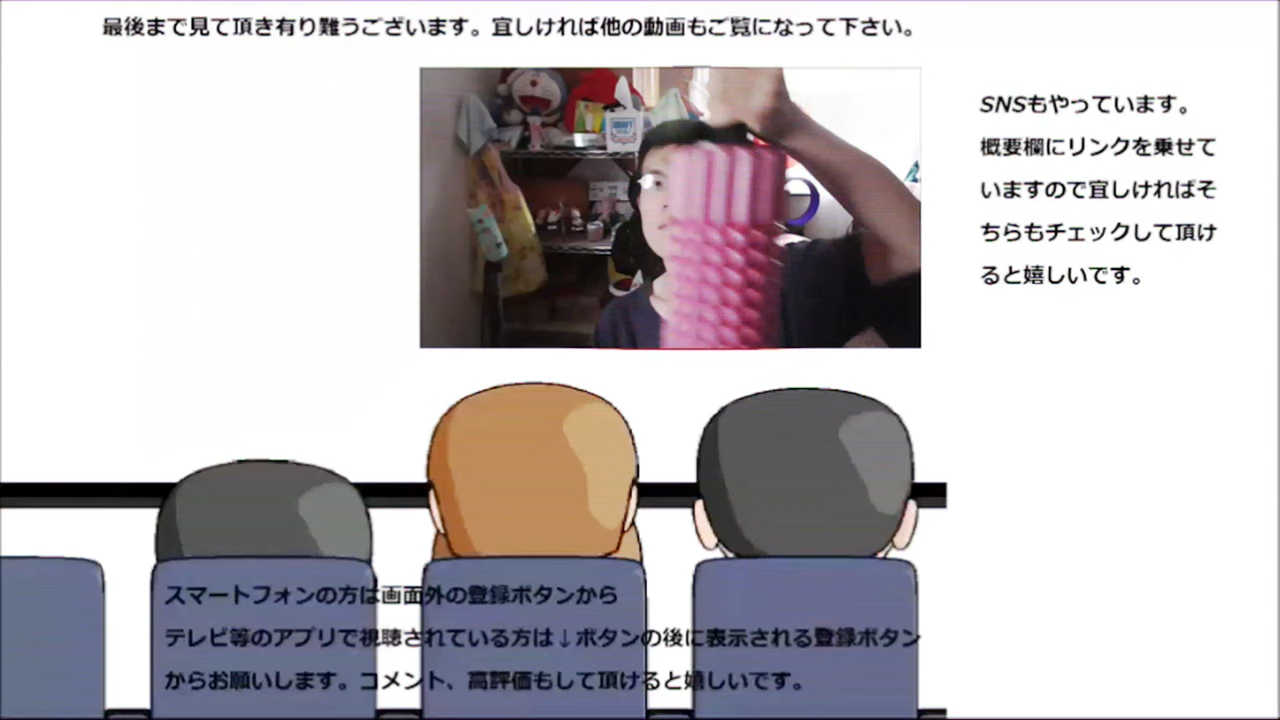 最後まで見て頂き有り難うございます。宜しければ他の動画もご覧になって下さい。
SNSもやっています。
概要欄にリンクを乗せて
いますので宜しければそ
ちらもチェックして頂け
ると嬉しいです。
スマートフォンの方は画面外の登録ボタンから
テレビ等のアプリで視聴されている方は↓ボタンの後に表示される登録ボタン
からお願いします。コメント、高評価もして頂けると嬉しいです。